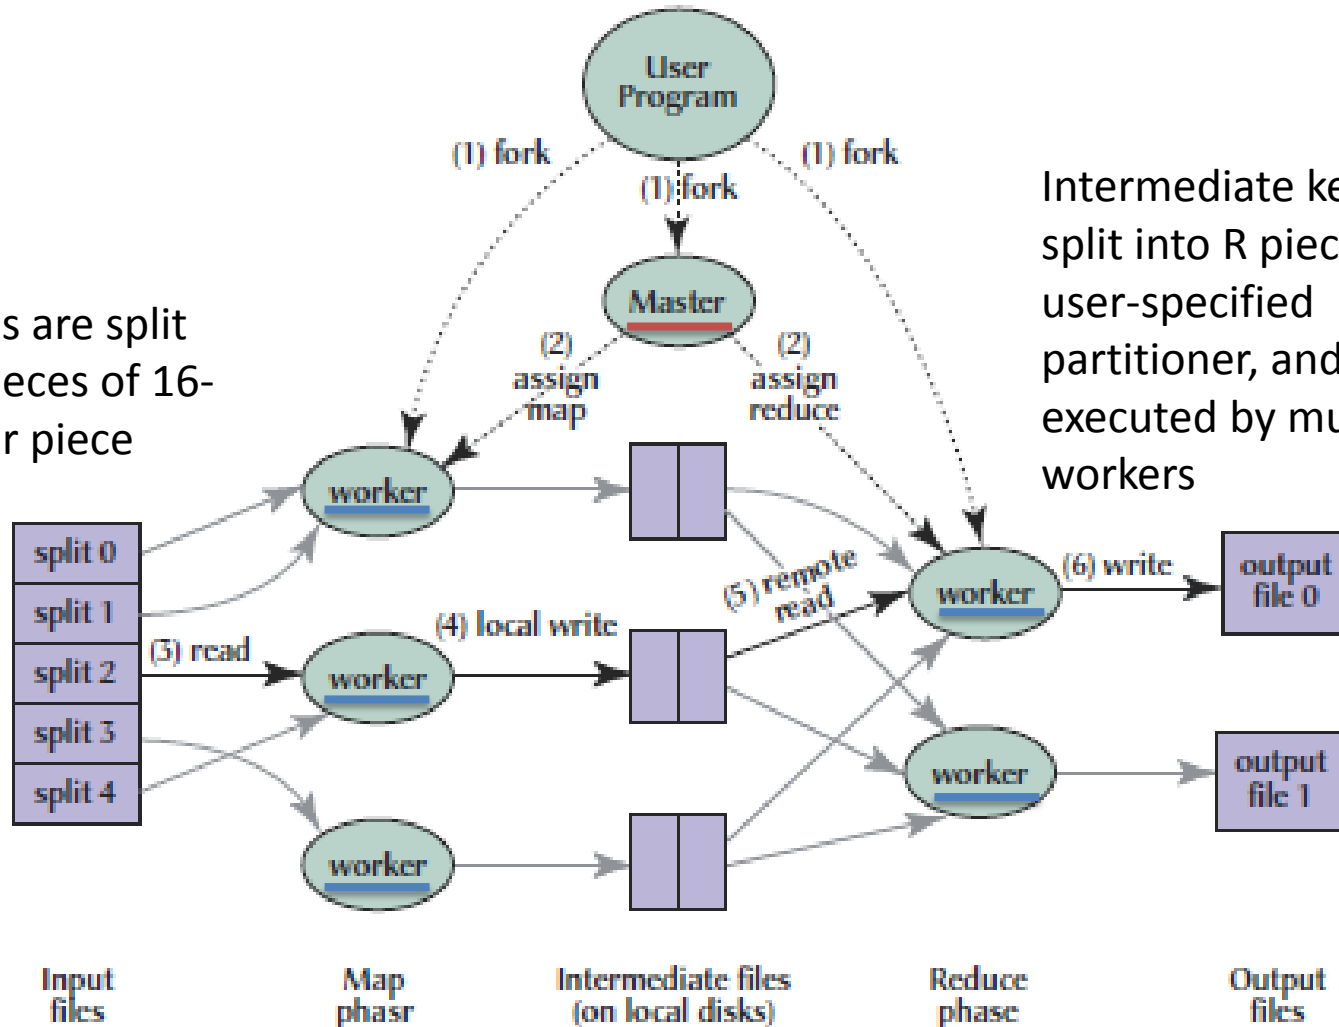 User
Program
(1) fork
(1) fork
(1) fork
Intermediate ke
split into R piec
user-specified
partitioner, and
executed by mu
workers
Master
s are split
eces of 16-
r piece
(2)
assign
map
(2)
assign
reduce
worker
split 0
split 1
split 2
split 3
split 4
(3) read
worker
(4) local write
(5) remote
read
worker
(6) write
output
file 0
worker
output
file 1
worker
Input
files
Map
phasr
Intermediate files
(on local disks)
Reduce
phase
Output
files